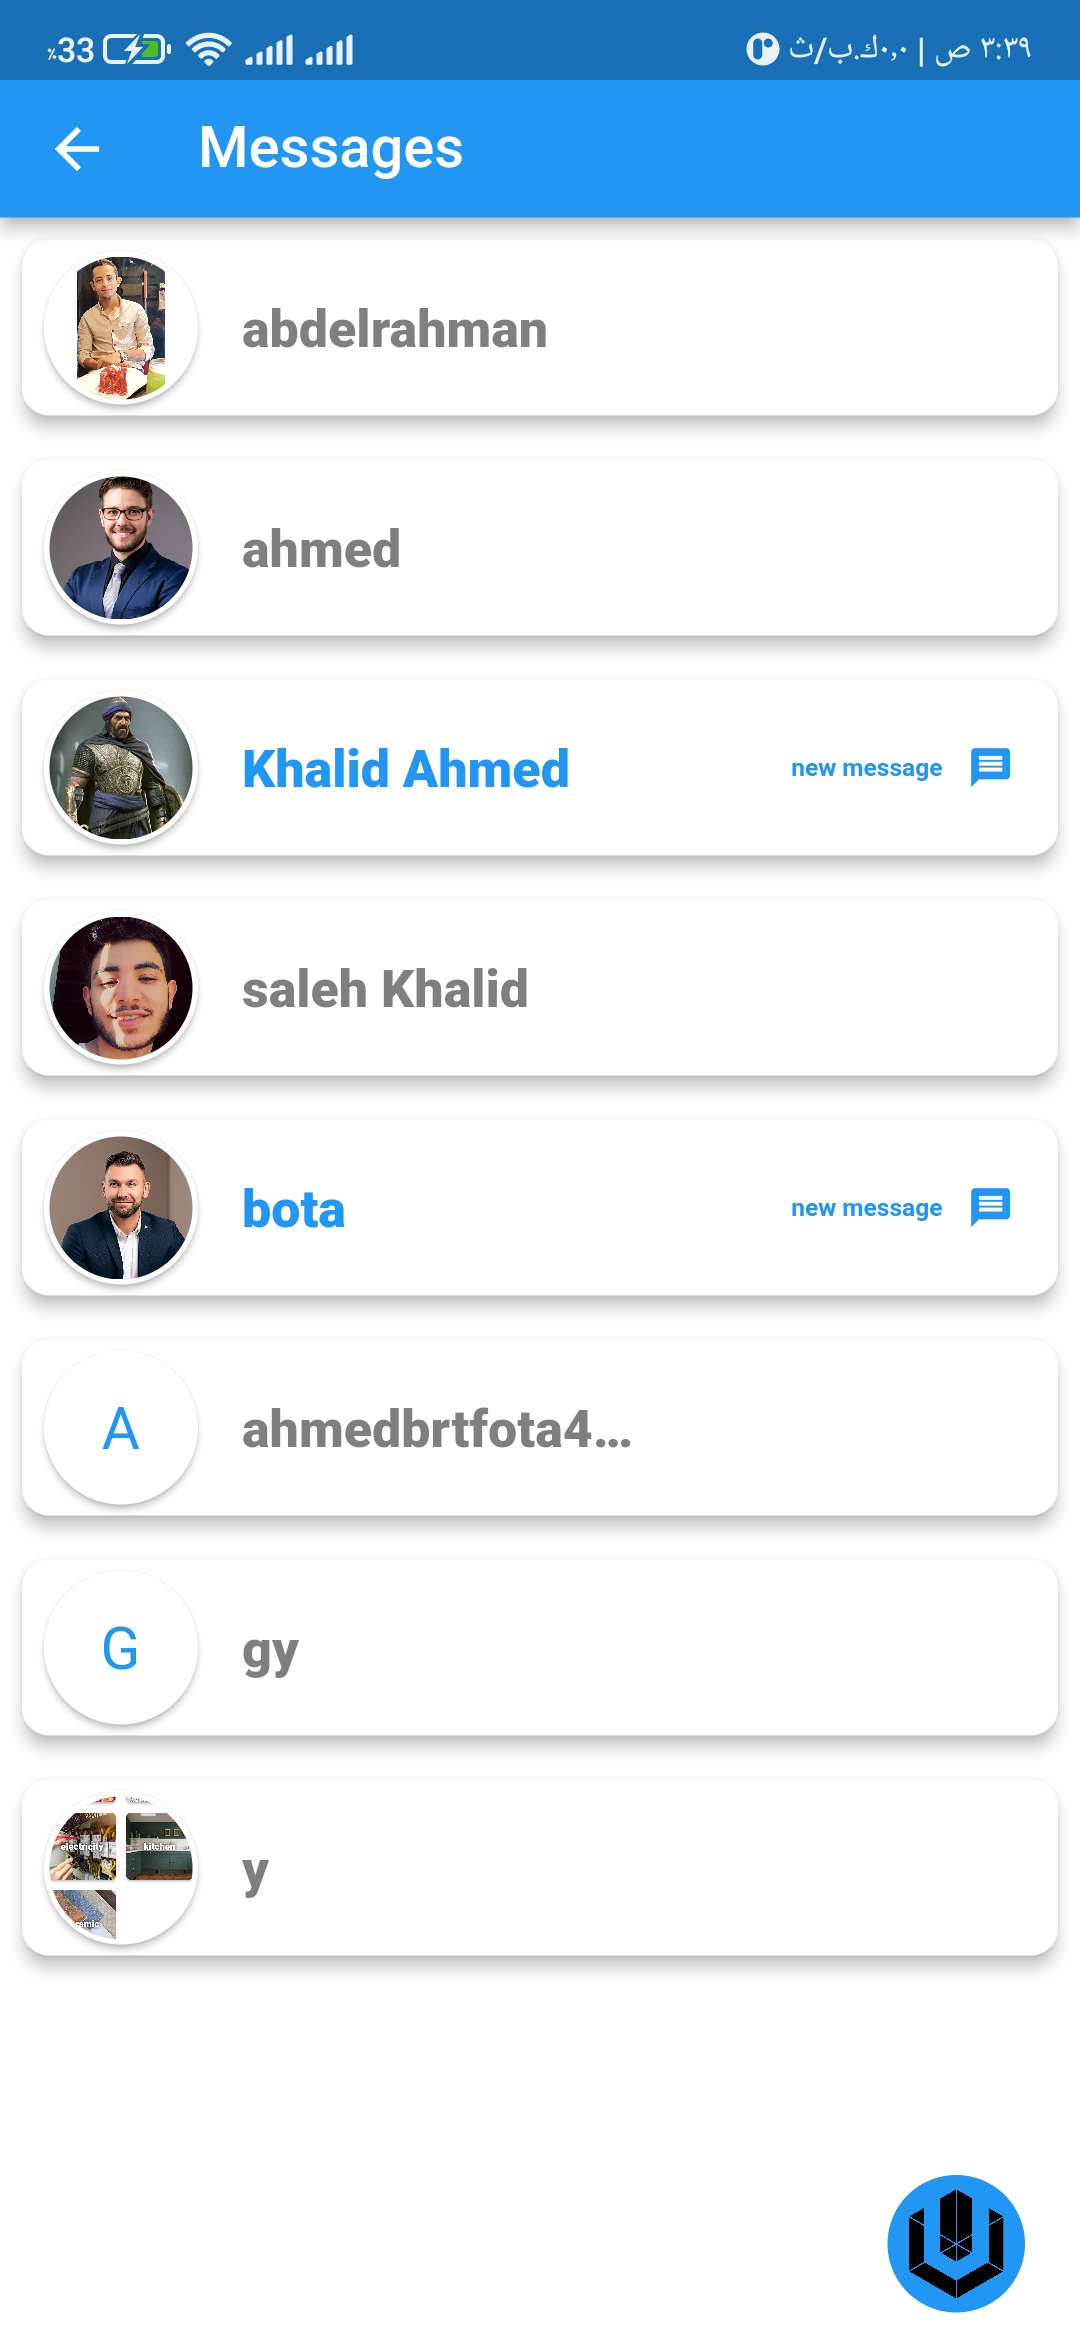 ٪33
٣:٣٩ ص | ٠,٠ك.ب/ث
Messages
abdelrahman
ahmed
Khalid Ahmed
new message
saleh Khalid
bota
new message
A
ahmedbrtfota4...
G
gy
electricity
kitchen
y